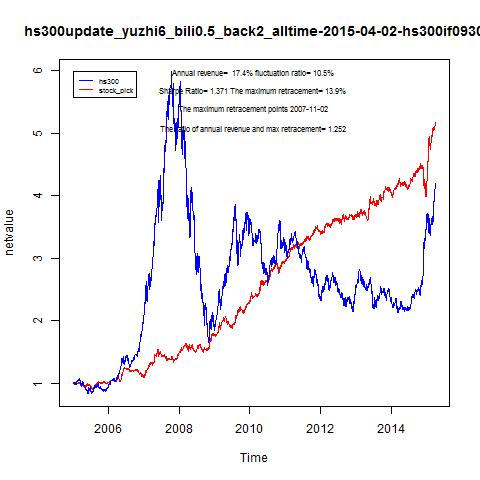 hs300update_yuzhi6_bili0.5_back2_alltime-2015-04-02-hs300if0930
hs300
stock_pick
Annual revenue= 17.4% fluctuation ratio= 10.5%
Sharpe Ratio= 1.371 The maximum retracement= 13.9%
The maximum retracement points 2007-11-02
The ratio of annual revenue and max retracement= 1.252
6
5
4
3
2
1
netvalue
2006
2008
2010
2012
2014
Time